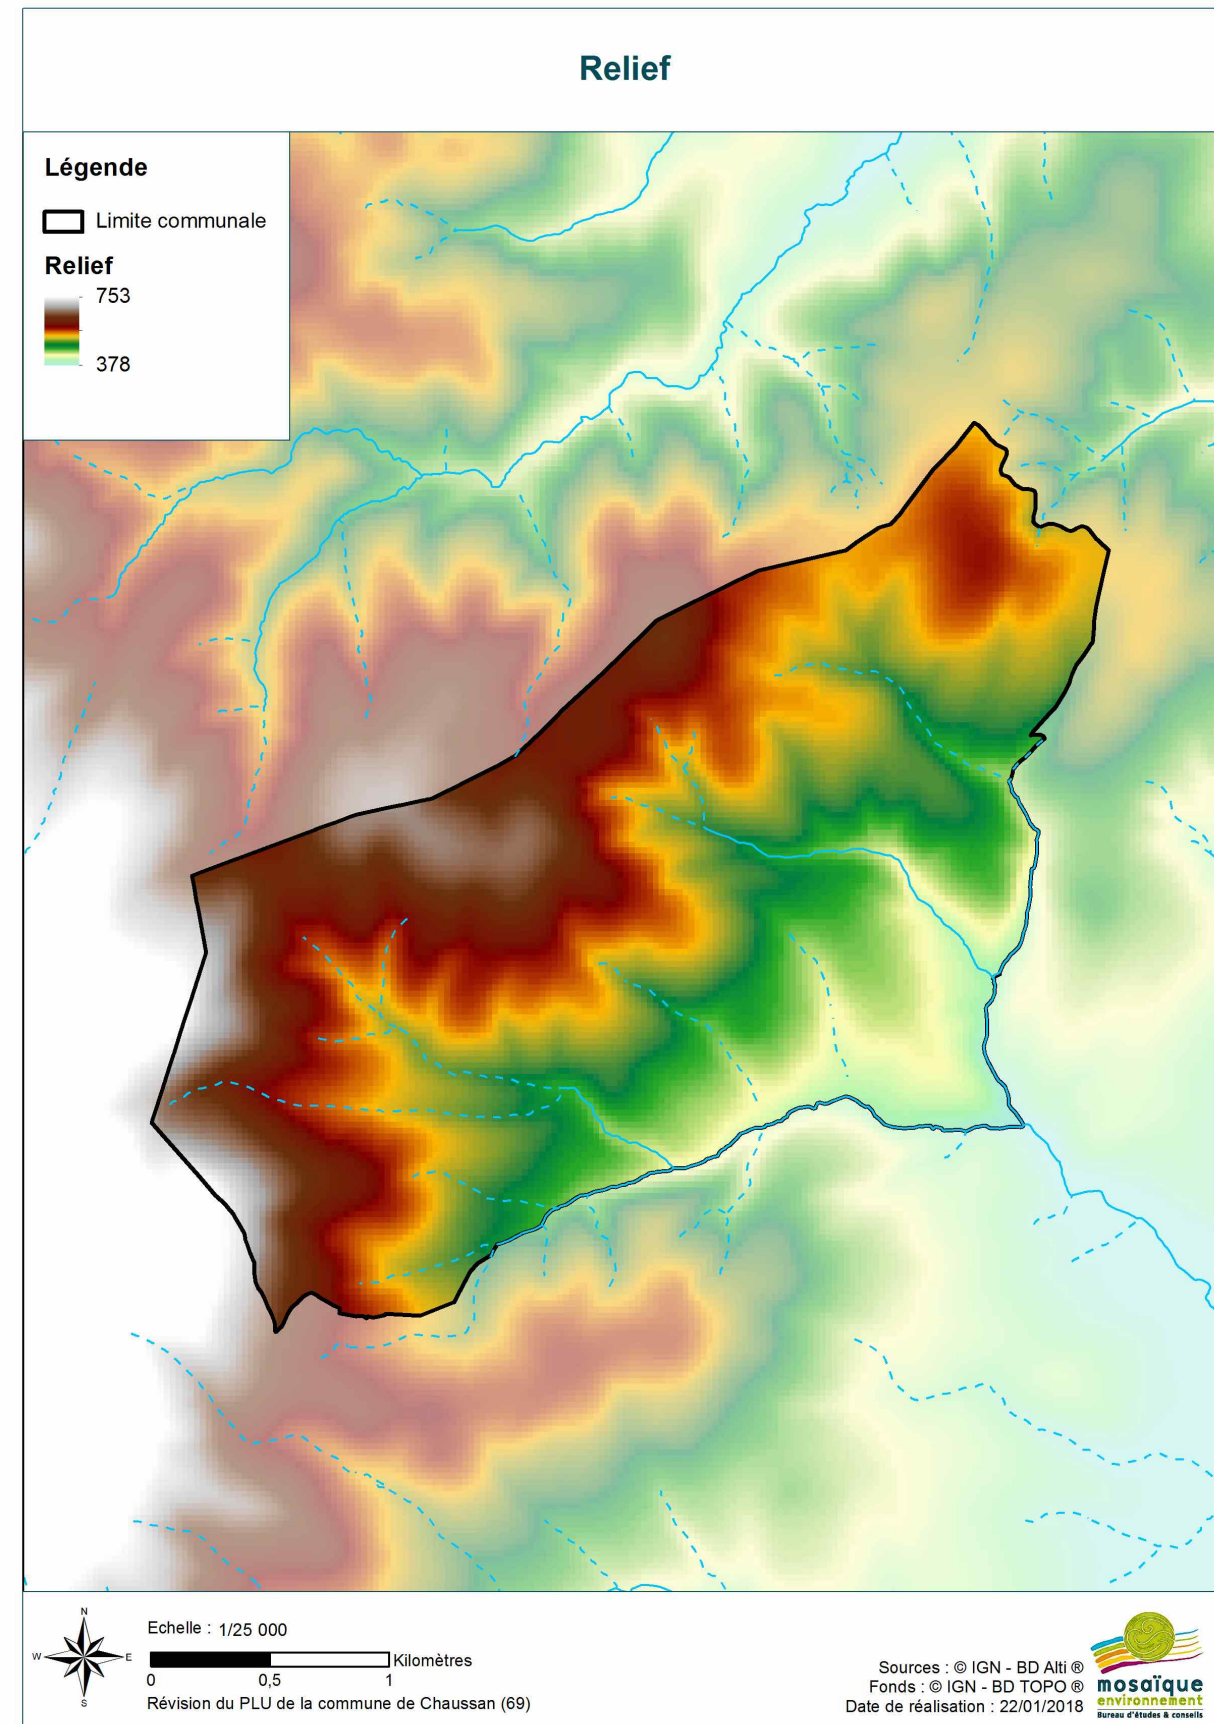 Relief
Légende
Limite communale
Relief
753
378
N
W
E
S
Echelle : 1/25 000
Kilomètres
0
0,5
1
Révision du PLU de la commune de Chaussan (69)
Sources : © IGN - BD Alti ®
Fonds : © IGN - BD TOPO ®
Date de réalisation : 22/01/2018
mosaïque
environnement
Bureau d'études & conseils